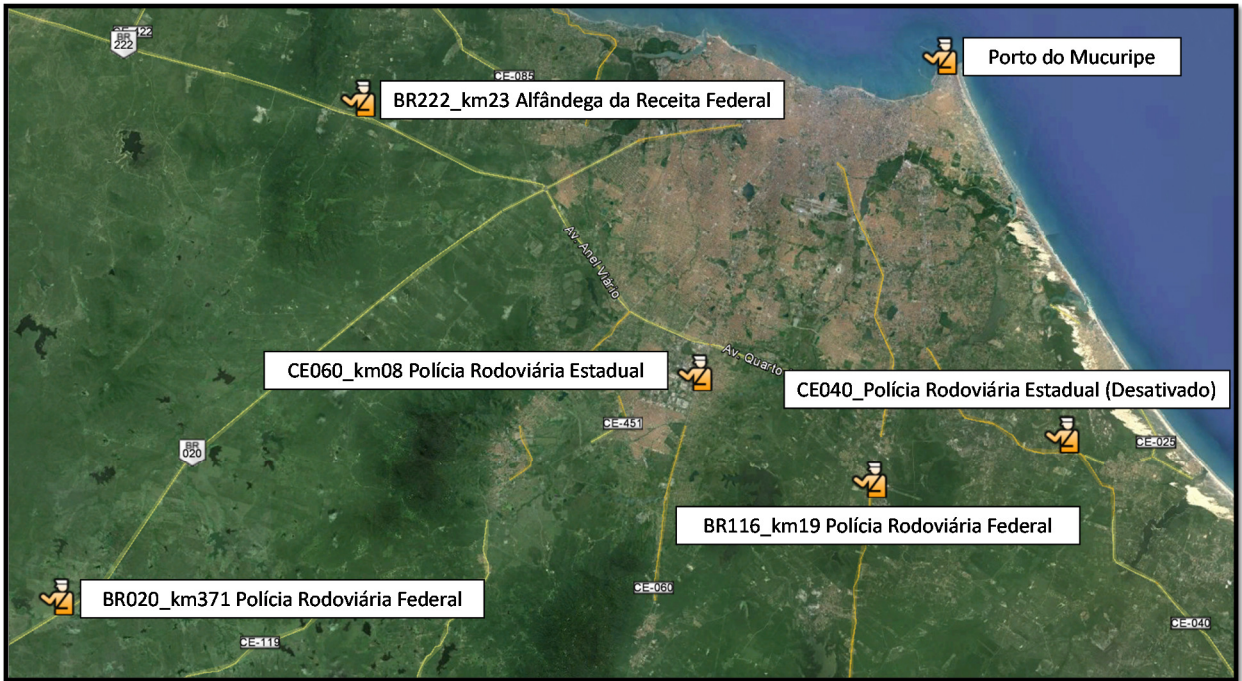 CE-422
BR
222
CE-085
BR222_km23 Alfândega da Receita Federal
Porto do Mucuripe
Av. Anel Viário
CE060_km08 Polícia Rodoviária Estadual
Av. Quarto
CE040_Polícia Rodoviária Estadual (Desativado)
CE-451
CE-025
BR
020
BR116_km19 Polícia Rodoviária Federal
CE-060
BR020_km371 Polícia Rodoviária Federal
CE-119
CE-040